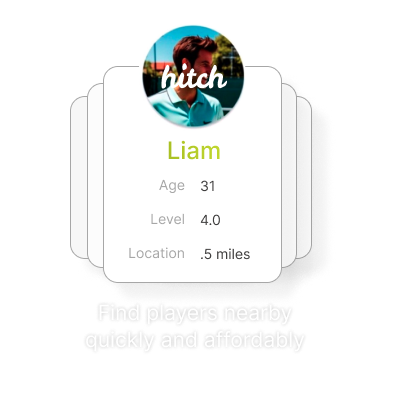 hitch
Liam
Age 31
Level 4.0
Location .5 miles
Find players nearby
quickly and affordably